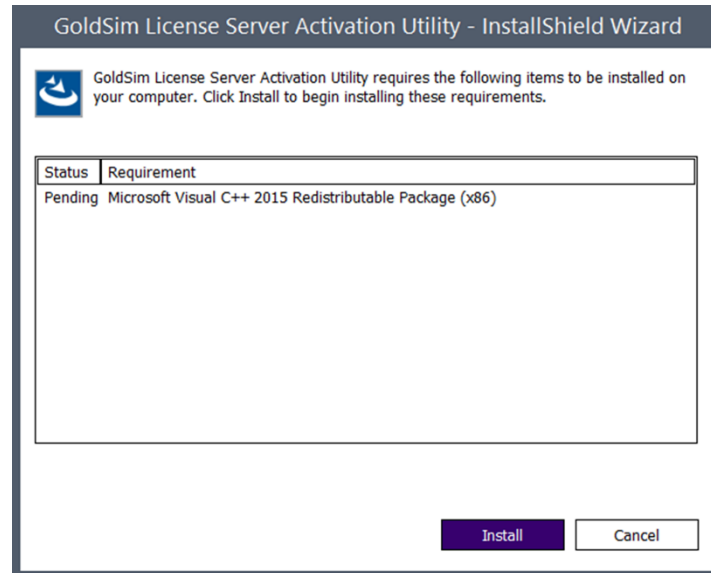 GoldSim License Server Activation Utility - InstallShield Wizard
GoldSim License Server Activation Utility requires the following items to be installed on
your computer. Click Install to begin installing these requirements.
Status Requirement
Pending Microsoft Visual C++ 2015 Redistributable Package (x86)
Install Cancel